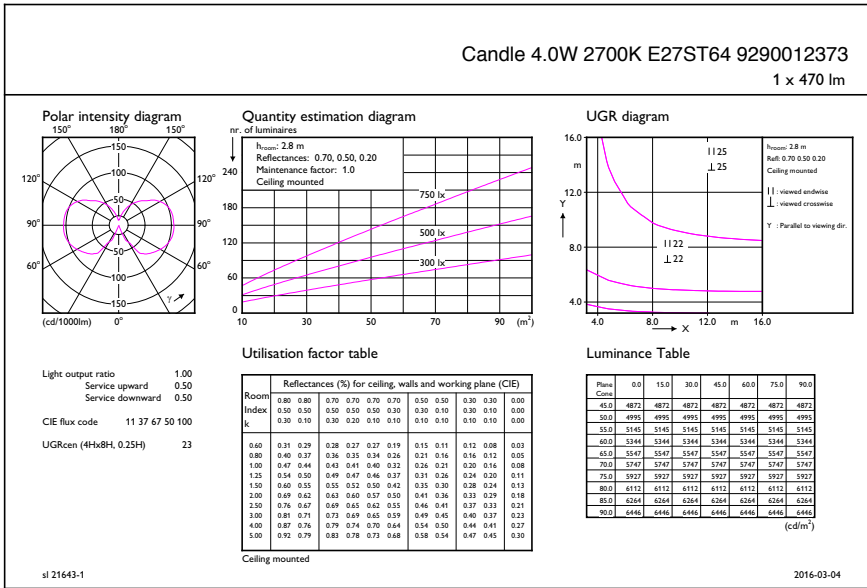 Candle 4.0W 2700K E27ST64 9290012373
1 x 470 lm
Polar intensity diagram
150° 180° 150°
120° 120°
90° 90°
60° 60°
150
100
50
50
100
150
γ
(cd/1000lm) 0°
Quantity estimation diagram
nr. of luminaires
hroom: 2.8 m
Reflectances: 0.70, 0.50, 0.20
Maintenance factor: 1.0
Ceiling mounted
240
180
120
60
0
750 lx
500 lx
300 lx
10 30 50 70 90 (m²)
UGR diagram
16.0
m
12.0
Y
8.0
4.0
II 25
⊥ 25
II 22
⊥ 22
4.0 8.0 12.0 m 16.0
X
hroom: 2.8 m
Refl: 0.70 0.50 0.20
Ceiling mounted
II : viewed endwise
⊥ : viewed crosswise
Y : Parallel to viewing dir.
Light output ratio 1.00
Service upward 0.50
Service downward 0.50
CIE flux code 11 37 67 50 100
UGRcen (4Hx8H, 0.25H) 23
Utilisation factor table
Room Index k
Reflectances (%) for ceiling, walls and working plane (CIE)
0.80 0.80 0.70 0.70 0.70 0.70 0.50 0.50 0.30 0.30 0.00
0.50 0.50 0.50 0.50 0.50 0.30 0.30 0.10 0.30 0.10 0.00
0.30 0.10 0.30 0.20 0.10 0.10 0.10 0.10 0.10 0.10 0.00
0.60 0.31 0.29 0.28 0.27 0.27 0.19 0.15 0.11 0.12 0.08 0.03
0.80 0.40 0.37 0.36 0.35 0.34 0.26 0.21 0.16 0.16 0.12 0.05
1.00 0.47 0.44 0.43 0.41 0.40 0.32 0.26 0.21 0.20 0.16 0.08
1.25 0.54 0.50 0.49 0.47 0.46 0.37 0.31 0.26 0.24 0.20 0.11
1.50 0.60 0.55 0.55 0.52 0.50 0.42 0.35 0.30 0.28 0.24 0.13
2.00 0.69 0.62 0.63 0.60 0.57 0.50 0.41 0.36 0.33 0.29 0.18
2.50 0.76 0.67 0.69 0.65 0.62 0.55 0.46 0.41 0.37 0.33 0.21
3.00 0.81 0.71 0.73 0.69 0.65 0.59 0.49 0.45 0.40 0.37 0.23
4.00 0.87 0.76 0.79 0.74 0.70 0.64 0.54 0.50 0.44 0.41 0.27
5.00 0.92 0.79 0.83 0.78 0.73 0.68 0.58 0.54 0.47 0.45 0.30
Ceiling mounted
Luminance Table
Plane 0.0 15.0 30.0 45.0 60.0 75.0 90.0
Cone
45.0 4872 4872 4872 4872 4872 4872 4872
50.0 4995 4995 4995 4995 4995 4995 4995
55.0 5145 5145 5145 5145 5145 5145 5145
60.0 5344 5344 5344 5344 5344 5344 5344
65.0 5547 5547 5547 5547 5547 5547 5547
70.0 5747 5747 5747 5747 5747 5747 5747
75.0 5927 5927 5927 5927 5927 5927 5927
80.0 6112 6112 6112 6112 6112 6112 6112
85.0 6264 6264 6264 6264 6264 6264 6264
90.0 6446 6446 6446 6446 6446 6446 6446
(cd/m²)
sl 21643-1
2016-03-04